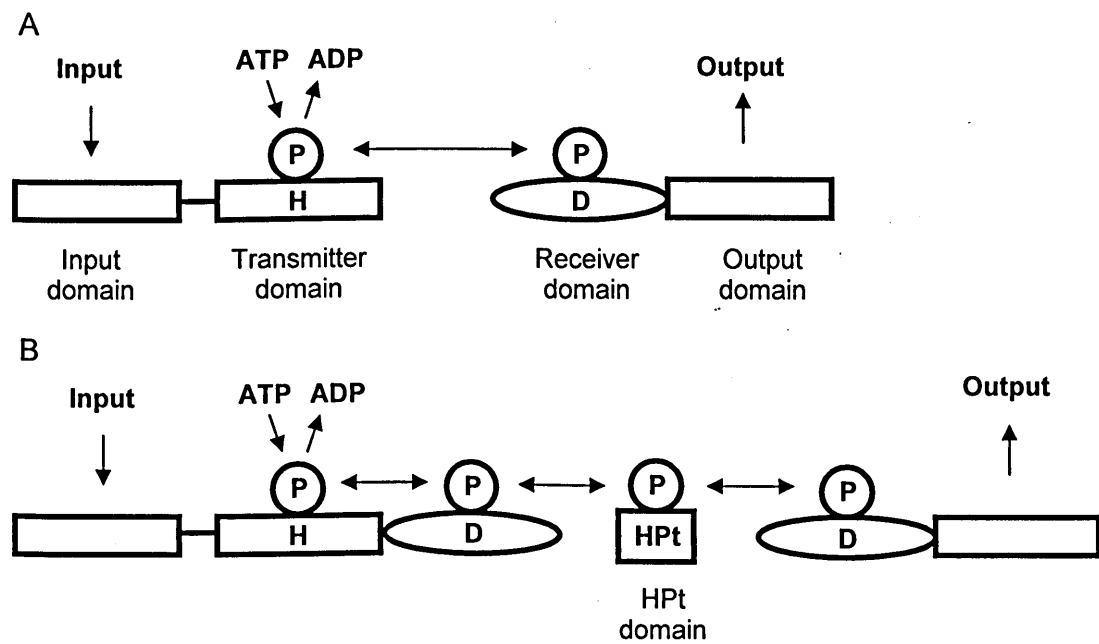 A
Input
ATP ADP
Output
P
P
H
D
Input
domain
Transmitter
domain
Receiver
domain
Output
domain
B
Input
ATP ADP
Output
P
P
P
P
H
D
HPt
D
HPt
domain